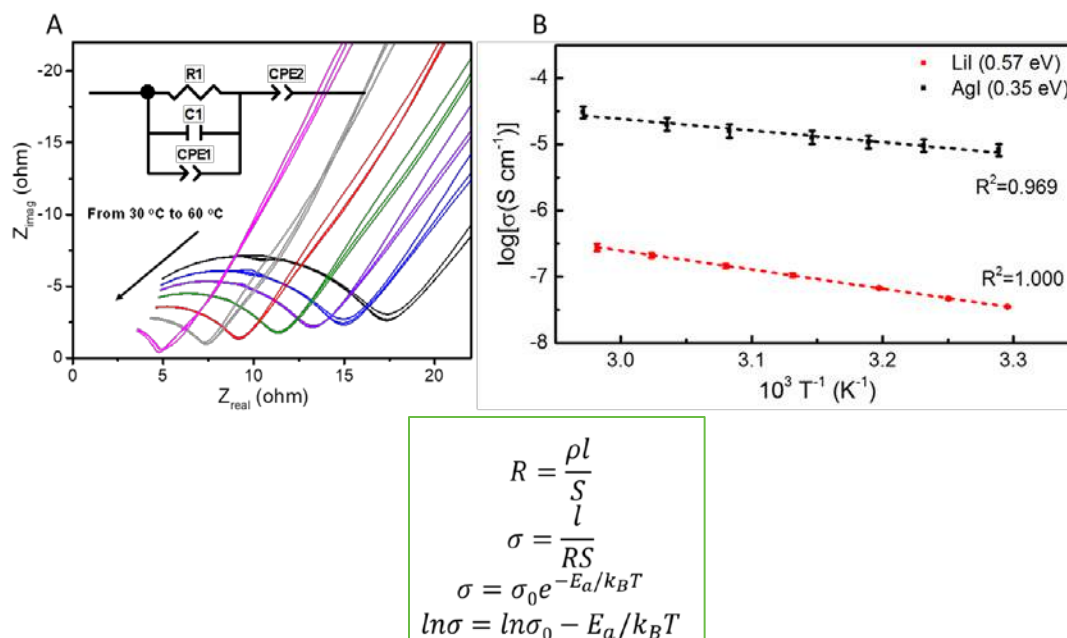 A
-20
-15
-10
-5
0
Z_imag (ohm)
R1
C1
CPE1
CPE2
From 30 °C to 60 °C
0 5 10 15 20
Z_real (ohm)
B
-4
-5
-6
-7
-8
log[σ(S cm⁻¹)]
LiI (0.57 eV)
AgI (0.35 eV)
R²=0.969
R²=1.000
3.0 3.1 3.2 3.3
10³ T⁻¹ (K⁻¹)
R = ρl/S
σ = l/RS
σ = σ₀e^(-E_a/k_BT)
lnσ = lnσ₀ − E_a/k_BT